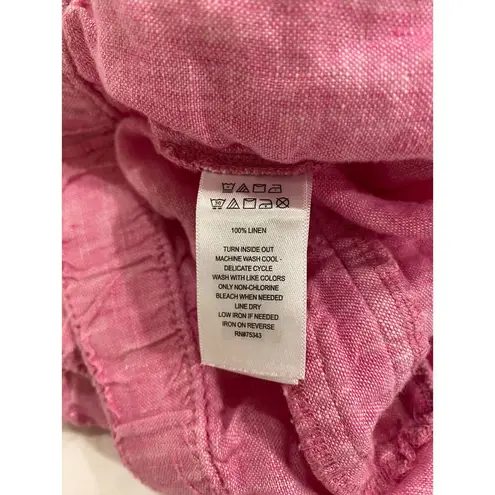 100% LINEN
TURN INSIDE OUT
MACHINE WASH COOL -
DELICATE CYCLE
WASH WITH LIKE COLORS
ONLY NON-CHLORINE
BLEACH WHEN NEEDED
LINE DRY
LOW IRON IF NEEDED
IRON ON REVERSE
RN#75343